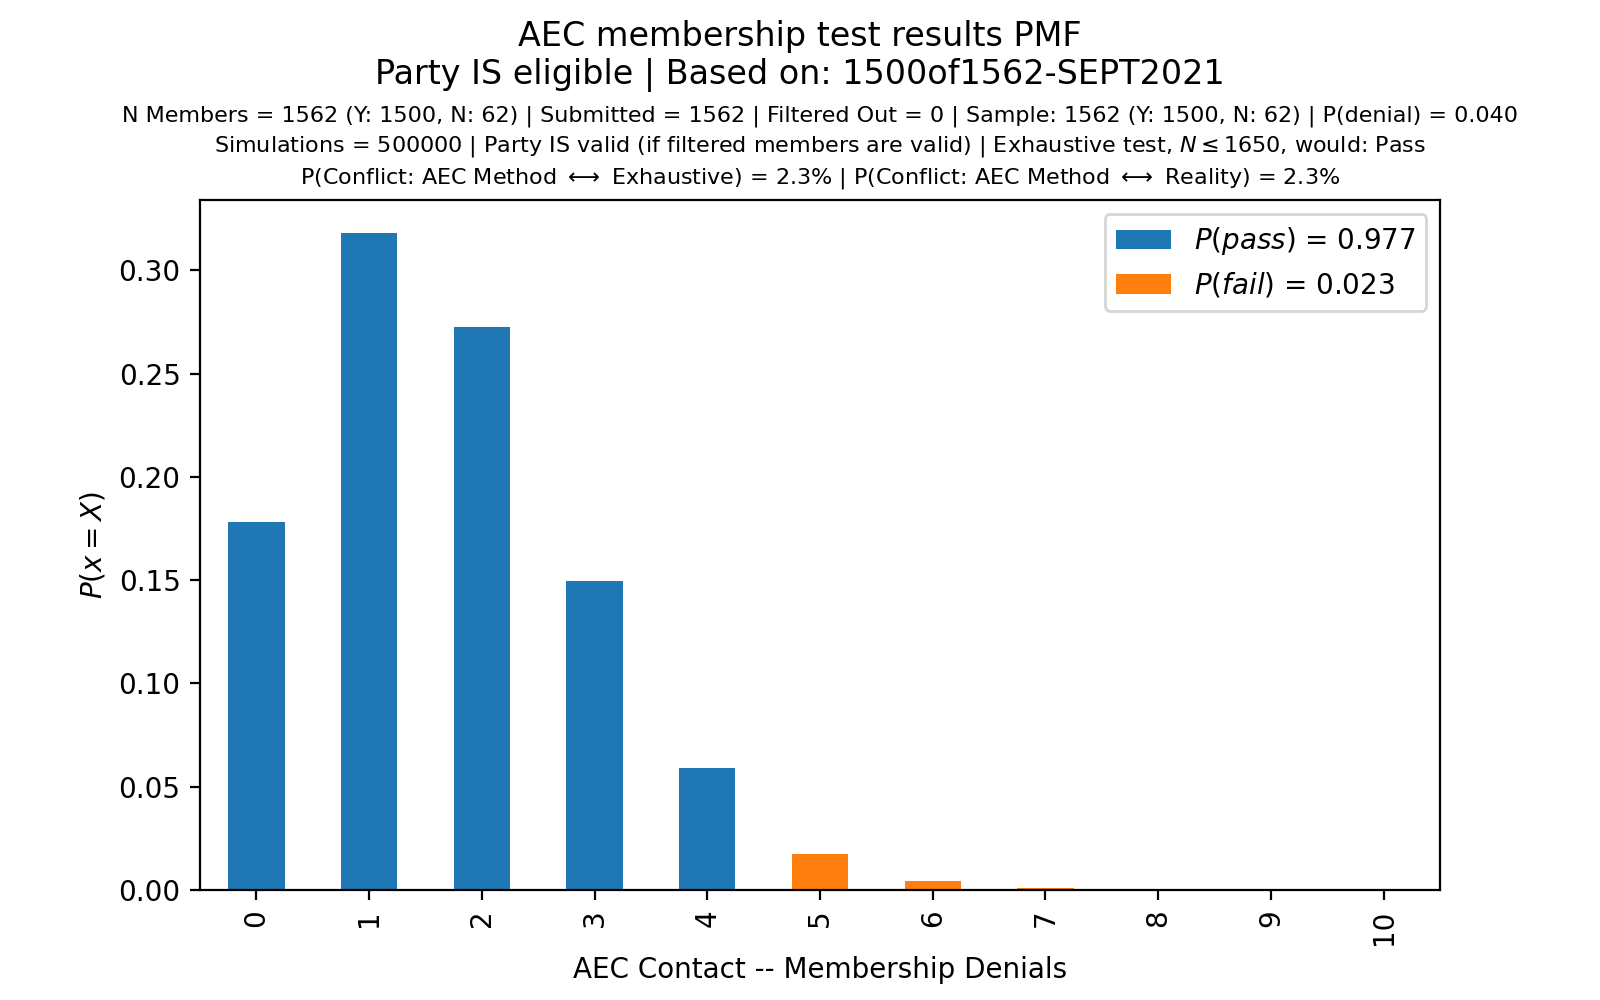 AEC membership test results PMF
Party IS eligible | Based on: 1500of1562-SEPT2021
N Members = 1562 (Y: 1500, N: 62) | Submitted = 1562 | Filtered Out = 0 | Sample: 1562 (Y: 1500, N: 62) | P(denial) = 0.040
Simulations = 500000 | Party IS valid (if filtered members are valid) | Exhaustive test, N ≤ 1650, would: Pass
P(Conflict: AEC Method ⟷ Exhaustive) = 2.3% | P(Conflict: AEC Method ⟷ Reality) = 2.3%
P(pass) = 0.977
P(fail) = 0.023
0.30
0.25
0.20
0.15
0.10
0.05
0.00
P(x = X)
0 1 2 3 4 5 6 7 8 9 10
AEC Contact -- Membership Denials